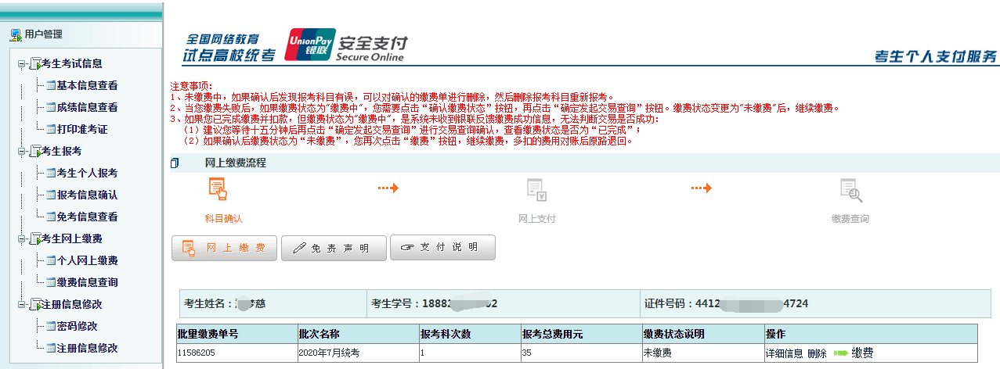 用户管理
考生考试信息
基本信息查看
成绩信息查看
打印准考证
考生报考
考生个人报考
报考信息确认
免考信息查看
考生网上缴费
个人网上缴费
缴费信息查询
注册信息修改
密码修改
注册信息修改
全国网络教育
试点高校统考
UnionPay
银联
安全支付
Secure Online
考生个人支付服务
注意事项：
1、未缴费中，如果确认后发现报考科目有误，可以对确认的缴费单进行删除，然后删除报考科目重新报考。
2、当您缴费失败后，如果缴费状态为“缴费中”，您需要点击“确认缴费状态”按钮，再点击“确定发起交易查询”按钮。缴费状态变更为“未缴费”后，继续缴费。
3、如果您已完成缴费并扣款，但缴费状态为“缴费中”，是系统未收到银联反馈缴费成功信息，无法判断交易是否成功：
（1）建议您等待十五分钟后再点击“确定发起交易查询”进行交易查询确认，查看缴费状态是否为“已完成”；
（2）如果确认后缴费状态为“未缴费”，您再次点击“缴费”按钮，继续缴费，多扣的费用对账后原路退回。
网上缴费流程
科目确认 网上支付 缴费查询
网上缴费 免责声明 支付说明
考生姓名： 慈 考生学号：1888 2 证件号码：4412 4724
批量缴费单号 批次名称 报考科次数 报考总费用元 缴费状态说明 操作
11586205 2020年7月统考 1 35 未缴费 详细信息 删除 缴费